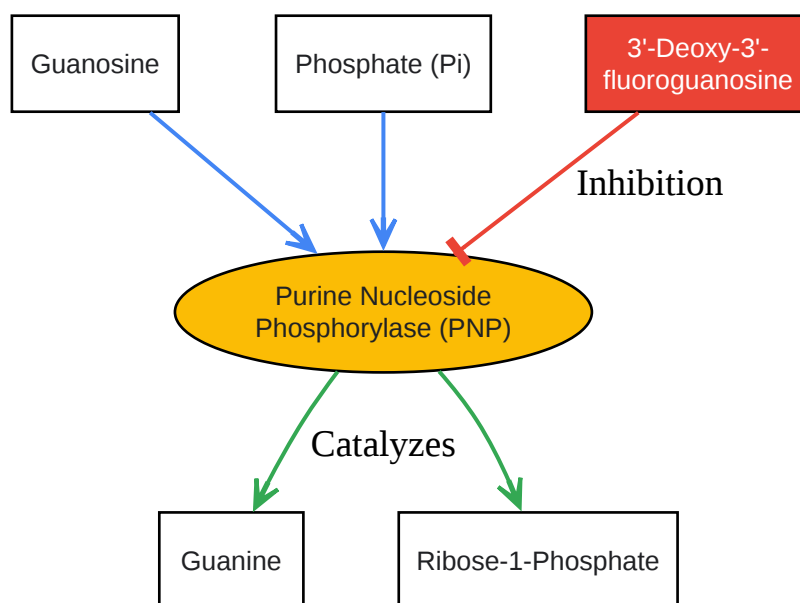 Guanosine
Phosphate (Pi)
3'-Deoxy-3'-
fluoroguanosine
Inhibition
Purine Nucleoside
Phosphorylase (PNP)
Catalyzes
Guanine
Ribose-1-Phosphate